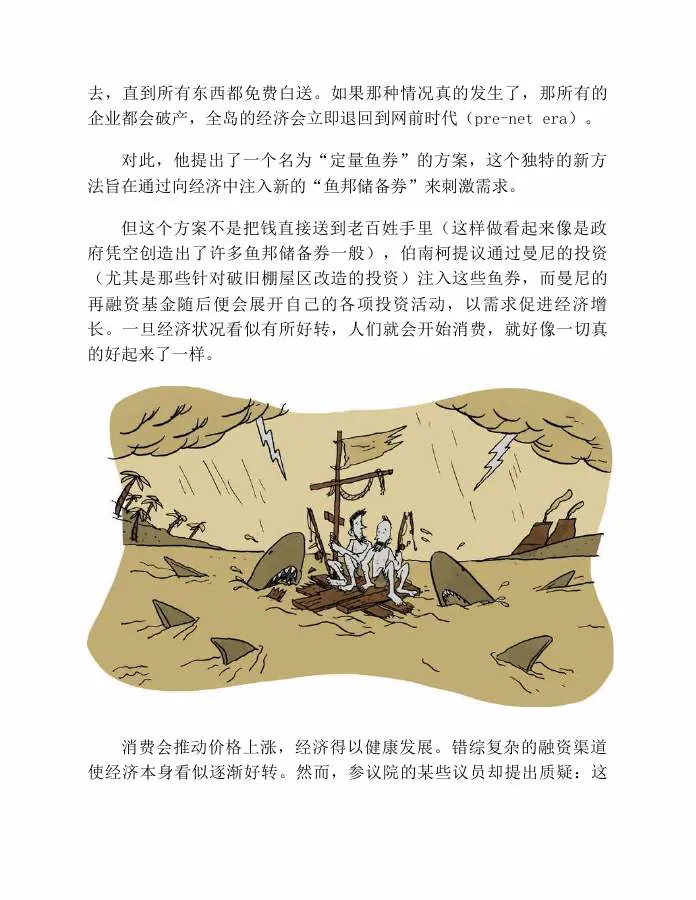 去，直到所有东西都免费白送。如果那种情况真的发生了，那所有的
企业都会破产，全岛的经济会立即退回到网前时代（pre-net era）。
对此，他提出了一个名为“定量鱼券”的方案，这个独特的新方
法旨在通过向经济中注入新的“鱼邦储备券”来刺激需求。
但这个方案不是把钱直接送到老百姓手里（这样做看起来像是政
府凭空创造出了许多鱼邦储备券一般），伯南柯提议通过曼尼的投资
（尤其是那些针对破旧棚屋区改造的投资）注入这些鱼券，而曼尼的
再融资基金随后便会展开自己的各项投资活动，以需求促进经济增
长。一旦经济状况看似有所好转，人们就会开始消费，就好像一切真
的好起来了一样。
消费会推动价格上涨，经济得以健康发展。错综复杂的融资渠道
使经济本身看似逐渐好转。然而，参议院的某些议员却提出质疑：这